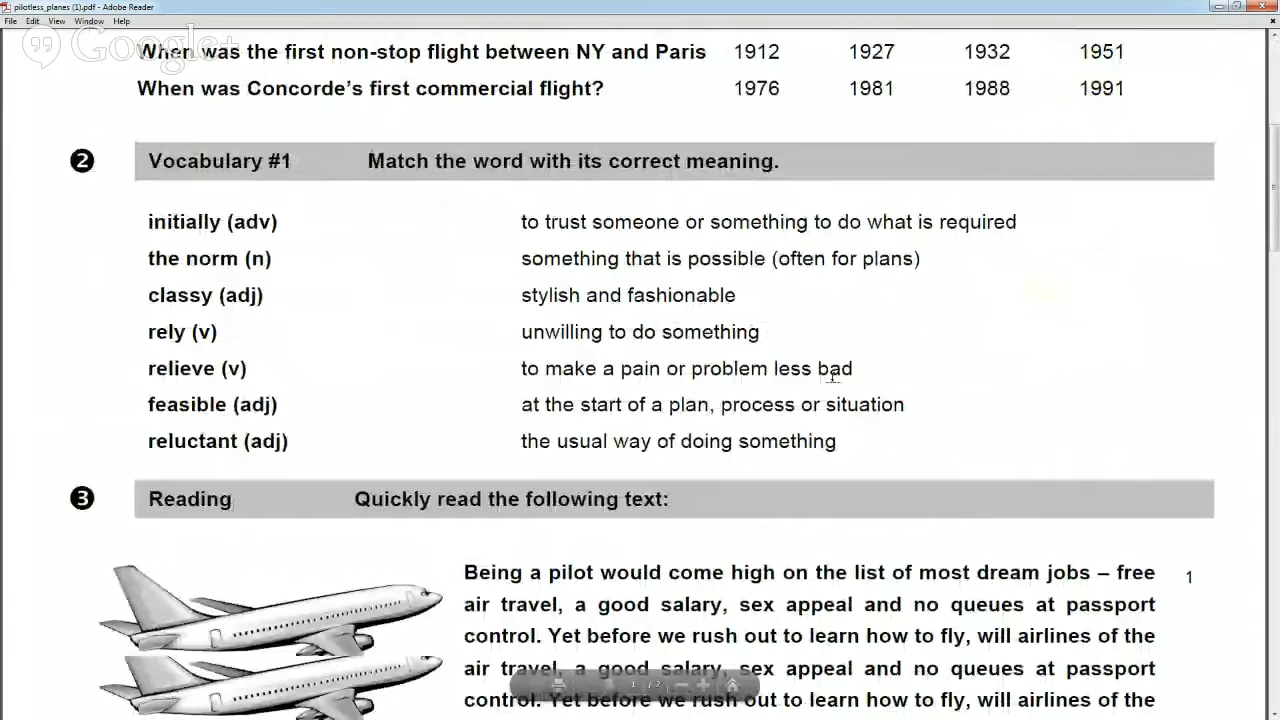 pilotless_planes (1).pdf - Adobe Reader
File Edit View Window Help
Google+
When was the first non-stop flight between NY and Paris 1912 1927 1932 1951
When was Concorde's first commercial flight? 1976 1981 1988 1991
2 Vocabulary #1 Match the word with its correct meaning.
initially (adv) to trust someone or something to do what is required
the norm (n) something that is possible (often for plans)
classy (adj) stylish and fashionable
rely (v) unwilling to do something
relieve (v) to make a pain or problem less bad
feasible (adj) at the start of a plan, process or situation
reluctant (adj) the usual way of doing something
3 Reading Quickly read the following text:
Being a pilot would come high on the list of most dream jobs – free 1
air travel, a good salary, sex appeal and no queues at passport
control. Yet before we rush out to learn how to fly, will airlines of the
air travel, a good salary, sex appeal and no queues at passport
control. Yet before we rush out to learn how to fly, will airlines of the